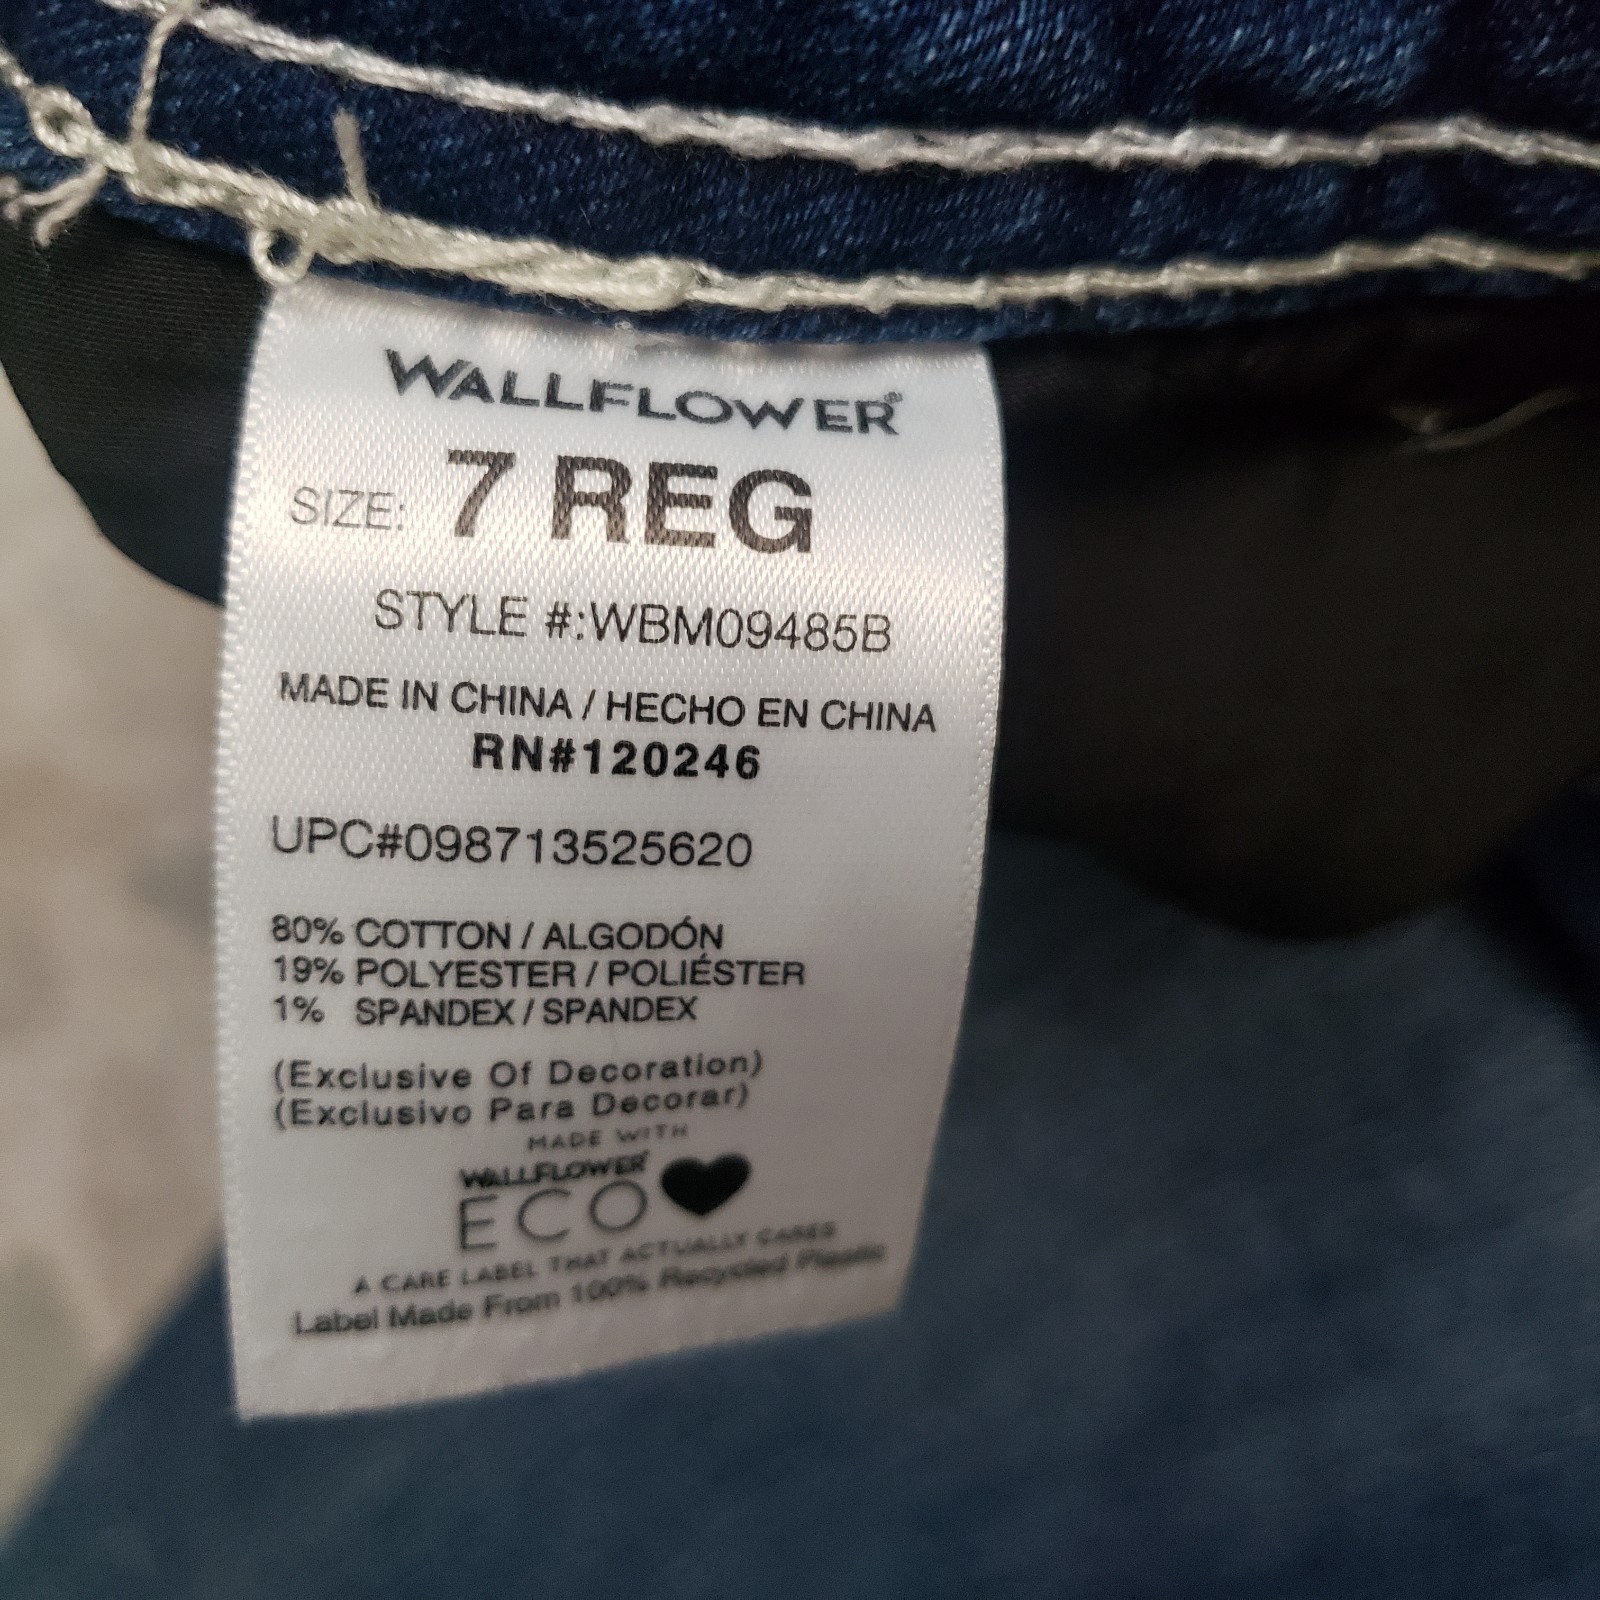 WALLFLOWER®
SIZE: 7 REG
STYLE #:WBM09485B
MADE IN CHINA / HECHO EN CHINA
RN#120246
UPC#098713525620
80% COTTON / ALGODÓN
19% POLYESTER / POLIÉSTER
1% SPANDEX / SPANDEX
(Exclusive Of Decoration)
(Exclusivo Para Decorar)
MADE WITH
WALLFLOWER
ECO
A CARE LABEL THAT ACTUALLY CARES
Label Made From 100% Recycled Plastic